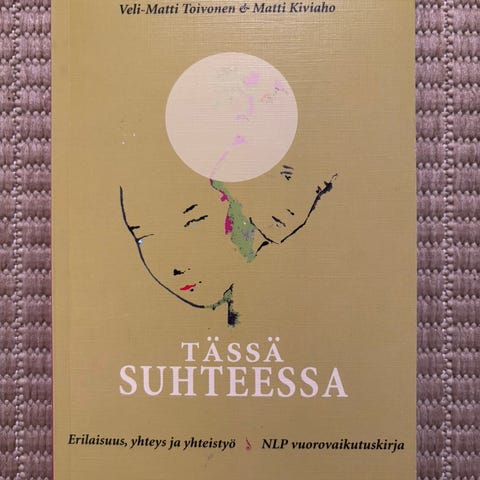 Veli-Matti Toivonen & Matti Kiviaho
TÄSSÄ
SUHTEESSA
Erilaisuus, yhteys ja yhteistyö NLP vuorovaikutuskirja